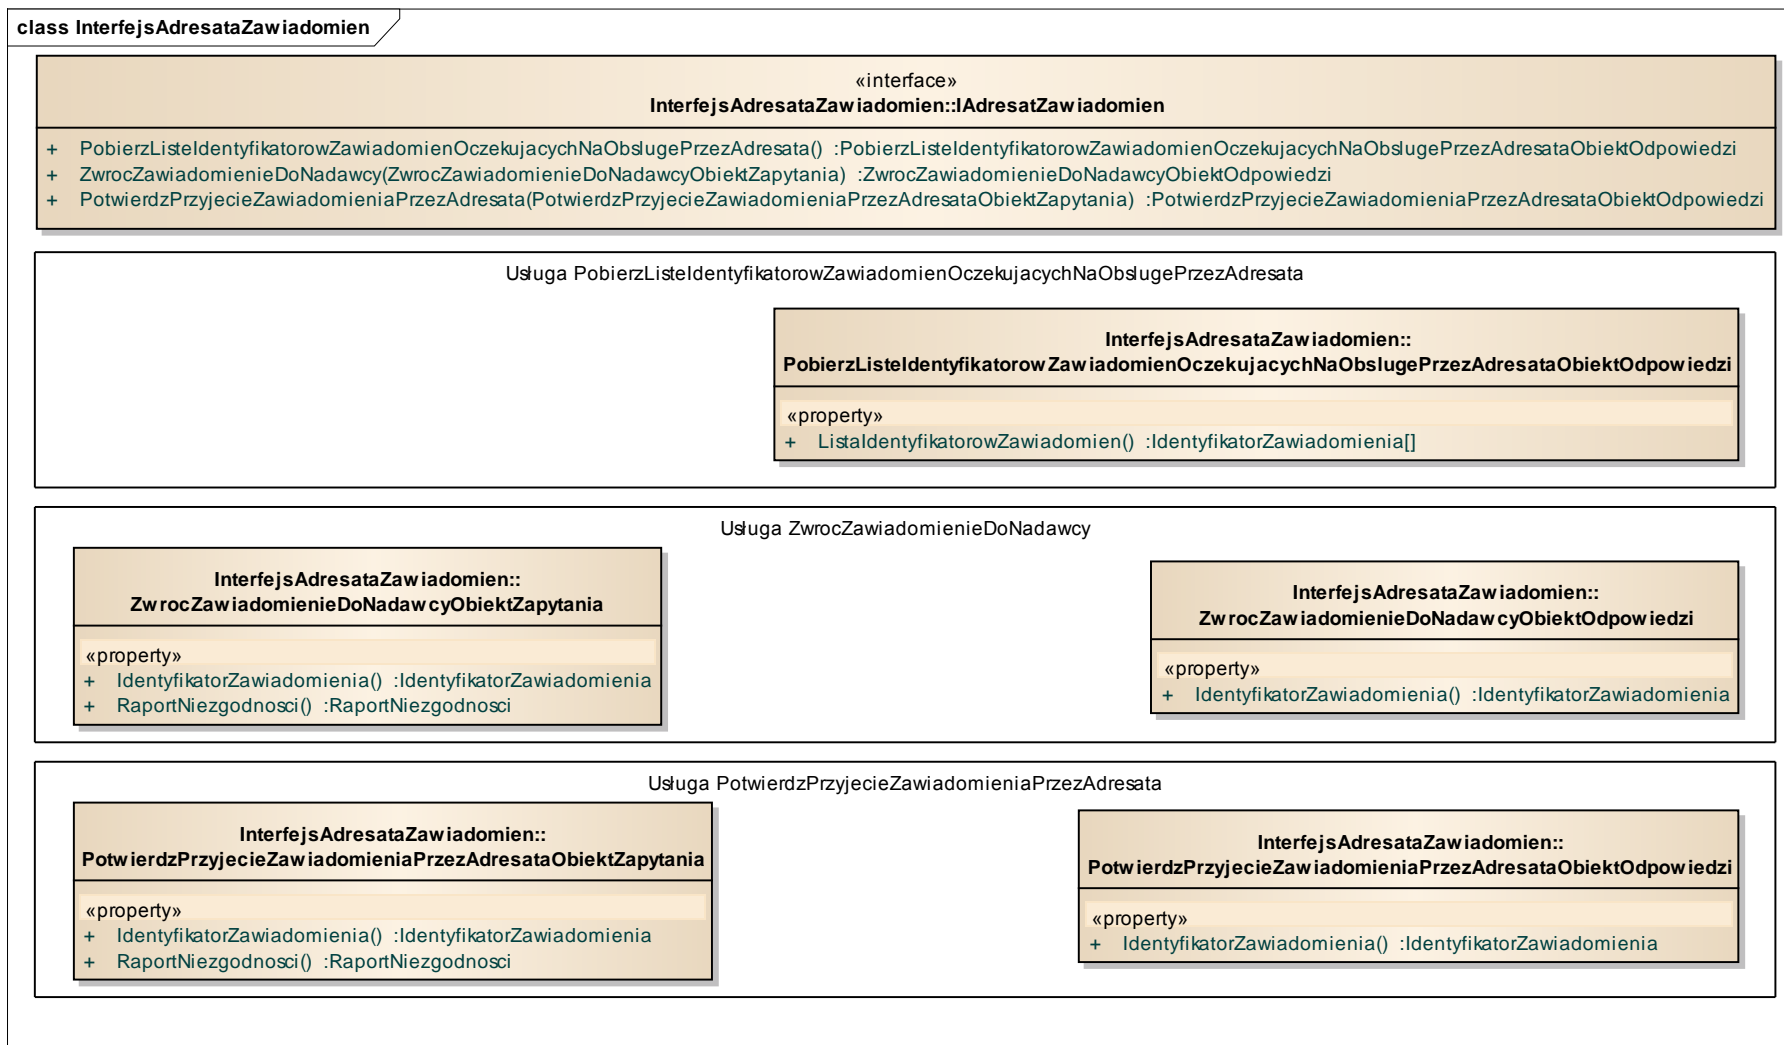 class InterfejsAdresataZawiadomien
«interface»
InterfejsAdresataZawiadomien::IAdresatZawiadomien
+ PobierzListeIdentyfikatorowZawiadomienOczekujacychNaObslugePrzezAdresata() :PobierzListeIdentyfikatorowZawiadomienOczekujacychNaObslugePrzezAdresataObiektOdpowiedzi
+ ZwrocZawiadomienieDoNadawcy(ZwrocZawiadomienieDoNadawcyObiektZapytania) :ZwrocZawiadomienieDoNadawcyObiektOdpowiedzi
+ PotwierdzPrzyjecieZawiadomieniaPrzezAdresata(PotwierdzPrzyjecieZawiadomieniaPrzezAdresataObiektZapytania) :PotwierdzPrzyjecieZawiadomieniaPrzezAdresataObiektOdpowiedzi
Usługa PobierzListeIdentyfikatorowZawiadomienOczekujacychNaObslugePrzezAdresata
InterfejsAdresataZawiadomien::
PobierzListeIdentyfikatorowZawiadomienOczekujacychNaObslugePrzezAdresataObiektOdpowiedzi
«property»
+ ListaIdentyfikatorowZawiadomien() :IdentyfikatorZawiadomienia[]
Usługa ZwrocZawiadomienieDoNadawcy
InterfejsAdresataZawiadomien::
ZwrocZawiadomienieDoNadawcyObiektZapytania
«property»
+ IdentyfikatorZawiadomienia() :IdentyfikatorZawiadomienia
+ RaportNiezgodnosci() :RaportNiezgodnosci
InterfejsAdresataZawiadomien::
ZwrocZawiadomienieDoNadawcyObiektOdpowiedzi
«property»
+ IdentyfikatorZawiadomienia() :IdentyfikatorZawiadomienia
Usługa PotwierdzPrzyjecieZawiadomieniaPrzezAdresata
InterfejsAdresataZawiadomien::
PotwierdzPrzyjecieZawiadomieniaPrzezAdresataObiektZapytania
«property»
+ IdentyfikatorZawiadomienia() :IdentyfikatorZawiadomienia
+ RaportNiezgodnosci() :RaportNiezgodnosci
InterfejsAdresataZawiadomien::
PotwierdzPrzyjecieZawiadomieniaPrzezAdresataObiektOdpowiedzi
«property»
+ IdentyfikatorZawiadomienia() :IdentyfikatorZawiadomienia